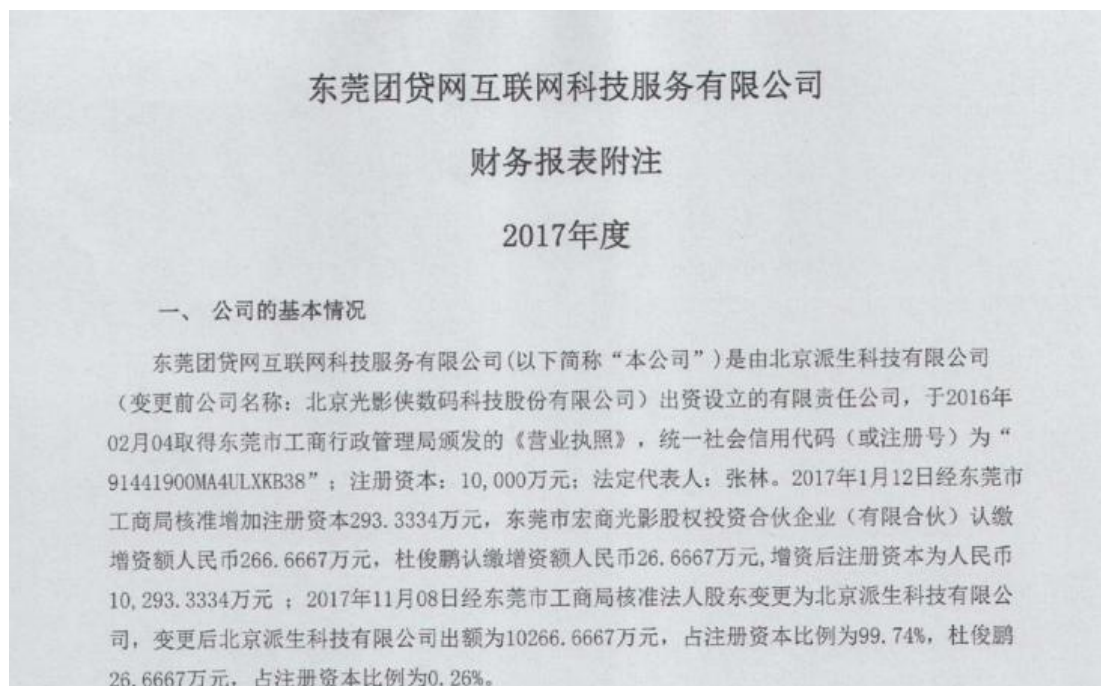 东莞团贷网互联网科技服务有限公司
财务报表附注
2017年度
一、 公司的基本情况
东莞团贷网互联网科技服务有限公司(以下简称“本公司”)是由北京派生科技有限公司
（变更前公司名称：北京光影侠数码科技股份有限公司）出资设立的有限责任公司，于2016年
02月04取得东莞市工商行政管理局颁发的《营业执照》，统一社会信用代码（或注册号）为“
91441900MA4ULXKB38”；注册资本：10,000万元；法定代表人：张林。2017年1月12日经东莞市
工商局核准增加注册资本293.3334万元，东莞市宏商光影股权投资合伙企业（有限合伙）认缴
增资额人民币266.6667万元，杜俊鹏认缴增资额人民币26.6667万元,增资后注册资本为人民币
10,293.3334万元 ；2017年11月08日经东莞市工商局核准法人股东变更为北京派生科技有限公
司，变更后北京派生科技有限公司出额为10266.6667万元，占注册资本比例为99.74%，杜俊鹏
26.6667万元，占注册资本比例为0.26%。